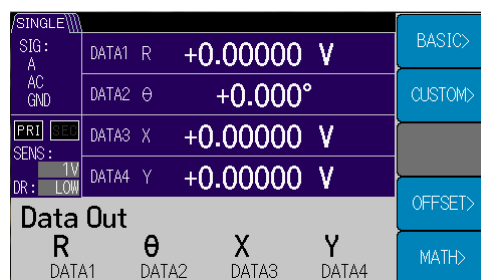 SINGLE
SIG:
A
AC
GND
PRI SEC
SENS:
1V
DR: LOW
DATA1 R +0.00000 V
DATA2 θ +0.000°
DATA3 X +0.00000 V
DATA4 Y +0.00000 V
Data Out
R θ X Y
DATA1 DATA2 DATA3 DATA4
BASIC>
CUSTOM>
OFFSET>
MATH>